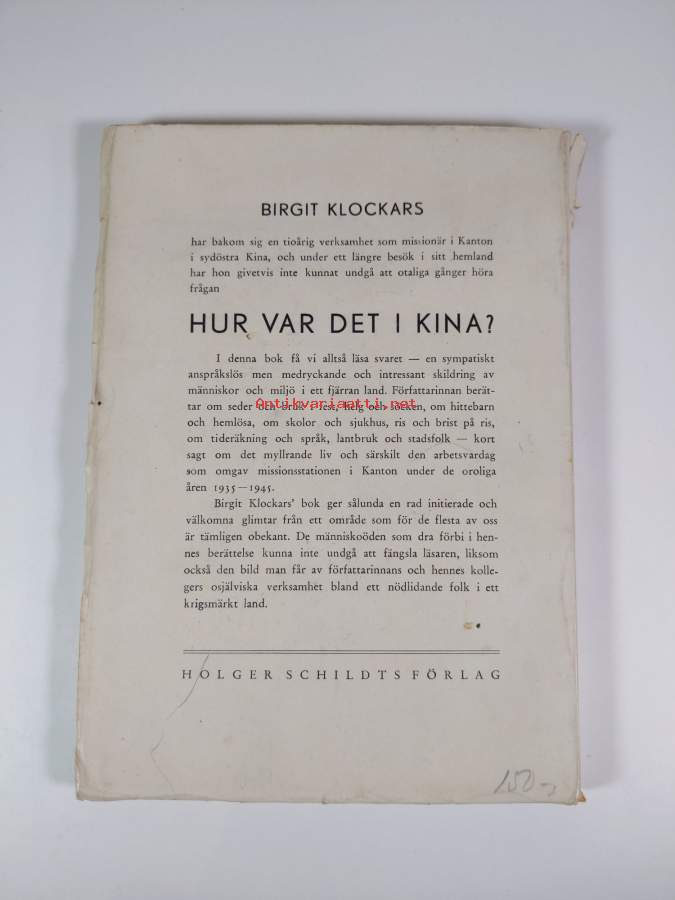 BIRGIT KLOCKARS
har bakom sig en tioårig verksamhet som missionär i Kanton
i sydöstra Kina, och under ett längre besök i sitt hemland
har hon givetvis inte kunnat undgå att otaliga gånger höra
frågan
HUR VAR DET I KINA?
I denna bok få vi alltså läsa svaret — en sympatiskt
anspråkslös men medryckande och intressant skildring av
människor och miljö i ett fjärran land. Författarinnan berät-
tar om seder och bruk i fest, helg och söcken, om hittebarn
Antikvariaatti.net
och hemlösa, om skolor och sjukhus, ris och brist på ris,
om tideräkning och språk, lantbruk och stadsfolk — kort
sagt om det myllrande liv och särskilt den arbetsvardag
som omgav missionsstationen i Kanton under de oroliga
åren 1935—1945.
Birgit Klockars' bok ger sålunda en rad initierade och
välkomna glimtar från ett område som för de flesta av oss
är tämligen obekant. De människoöden som dra förbi i hen-
nes berättelse kunna inte undgå att fängsla läsaren, liksom
också den bild man får av författarinnans och hennes kolle-
gers osjälviska verksamhet bland ett nödlidande folk i ett
krigsmärkt land.
HOLGER SCHILDTS FÖRLAG
150-